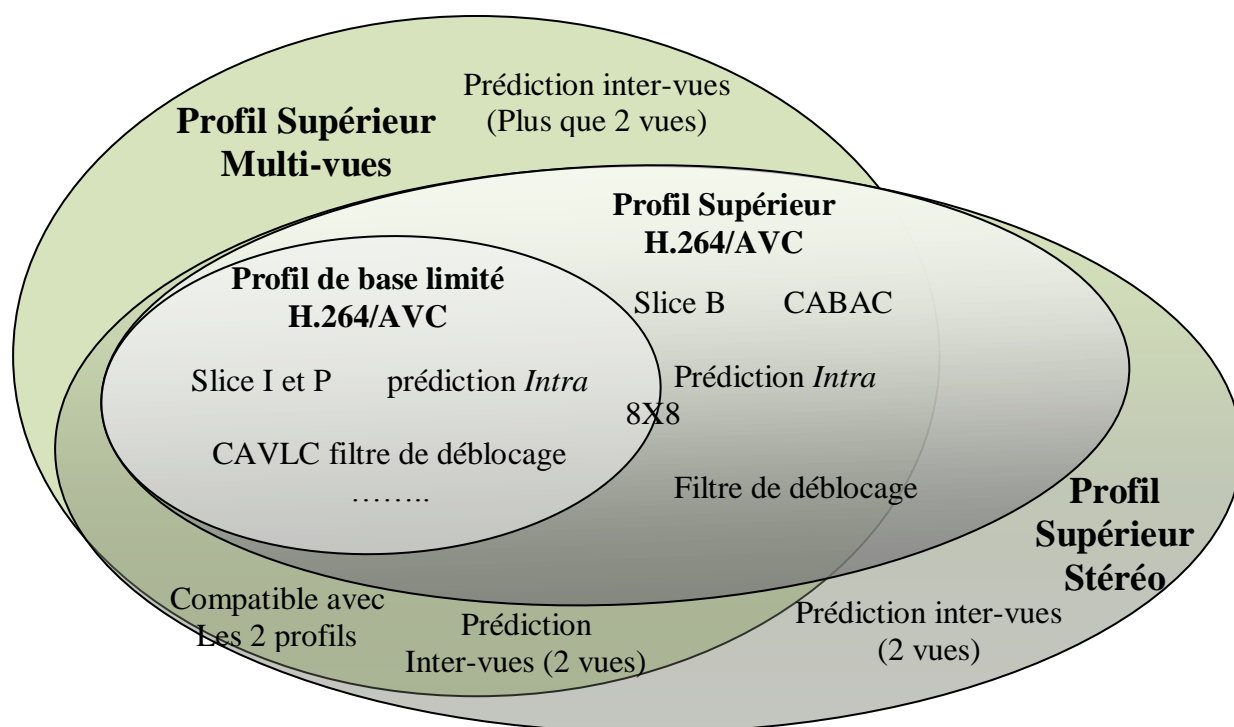 Prédiction inter-vues
(Plus que 2 vues)
Profil Supérieur
Multi-vues
Profil Supérieur
H.264/AVC
Profil de base limité
H.264/AVC
Slice B CABAC
Slice I et P prédiction Intra
Prédiction Intra
8X8
CAVLC filtre de déblocage
……..
Filtre de déblocage
Profil
Supérieur
Stéréo
Compatible avec
Les 2 profils
Prédiction
Inter-vues (2 vues)
Prédiction inter-vues
(2 vues)